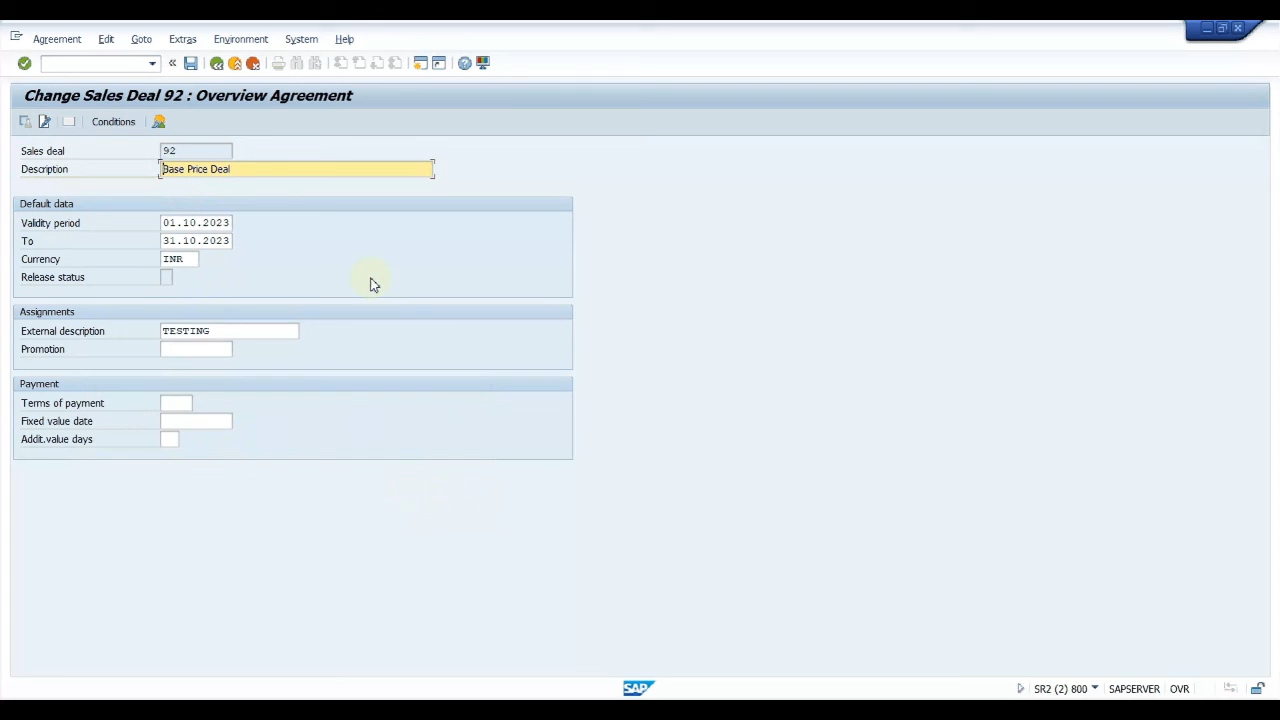 Agreement Edit Goto Extras Environment System Help
«
Change Sales Deal 92 : Overview Agreement
Conditions
Sales deal 92
Description Base Price Deal
Default data
Validity period 01.10.2023
To 31.10.2023
Currency INR
Release status
Assignments
External description TESTING
Promotion
Payment
Terms of payment
Fixed value date
Addit.value days
SAP SR2 (2) 800 SAPSERVER OVR